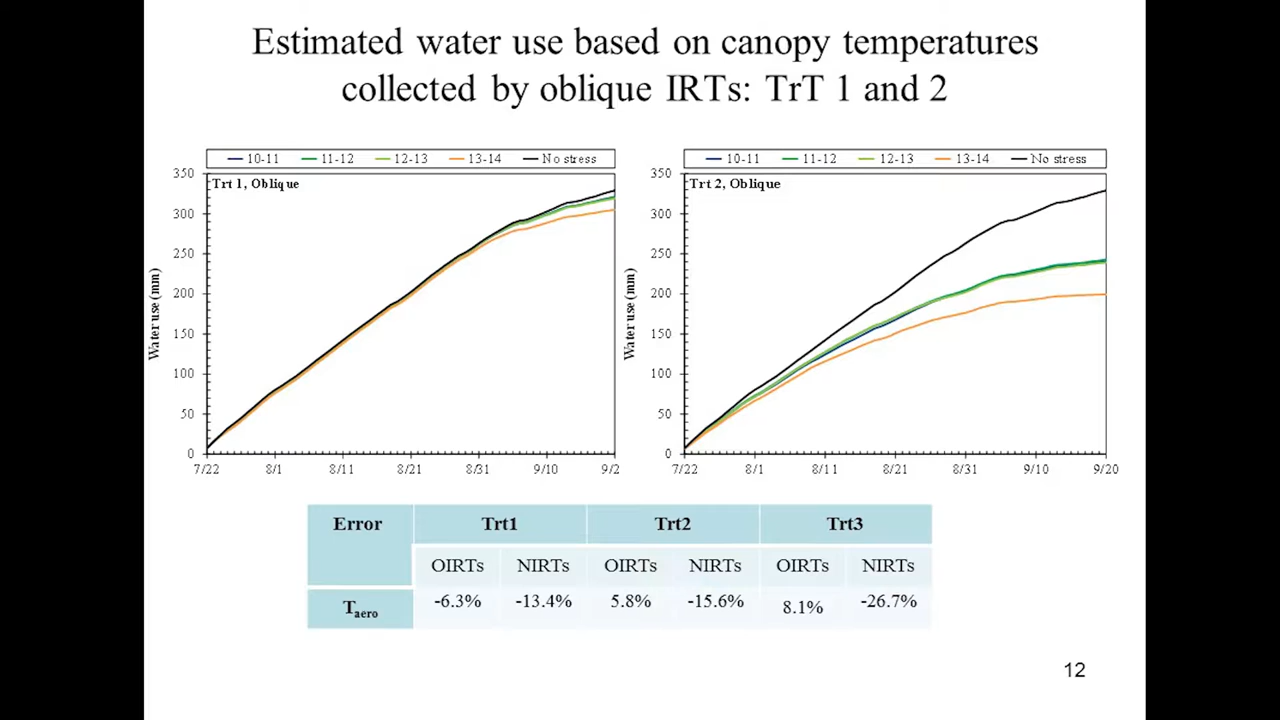 Estimated water use based on canopy temperatures
collected by oblique IRTs: TrT 1 and 2
10-11 11-12 12-13 13-14 No stress
Trt 1, Oblique
350
300
250
200
150
100
50
0
Water use (mm)
7/22 8/1 8/11 8/21 8/31 9/10 9/2
10-11 11-12 12-13 13-14 No stress
Trt 2, Oblique
350
300
250
200
150
100
50
0
Water use (mm)
7/22 8/1 8/11 8/21 8/31 9/10 9/20
Error Trt1 Trt2 Trt3
OIRTs NIRTs OIRTs NIRTs OIRTs NIRTs
Taero -6.3% -13.4% 5.8% -15.6% 8.1% -26.7%
12